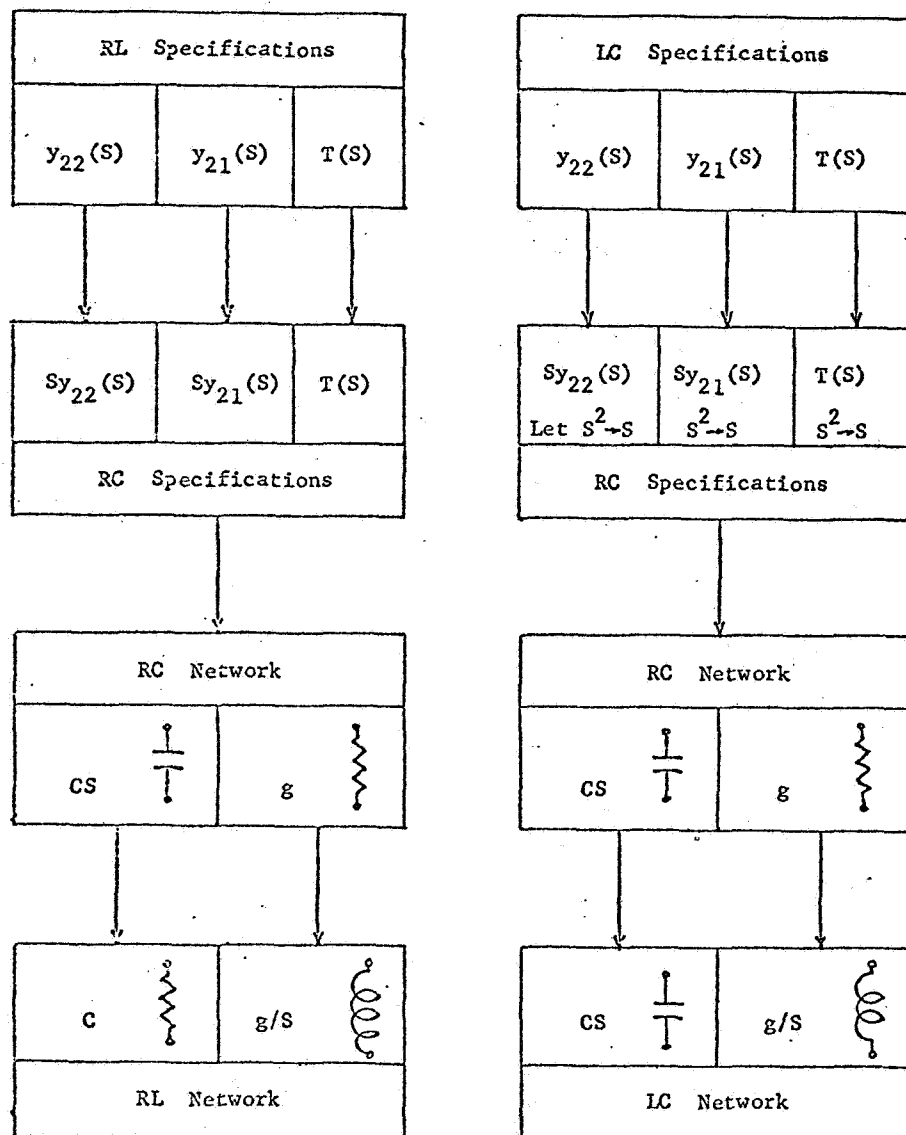 RL Specifications
y22(S) y21(S) T(S)
Sy22(S) Sy21(S) T(S)
RC Specifications
RC Network
CS g
C g/S
RL Network
LC Specifications
y22(S) y21(S) T(S)
Sy22(S) Sy21(S) T(S)
Let S²→S S²→S S²→S
RC Specifications
RC Network
CS g
CS g/S
LC Network